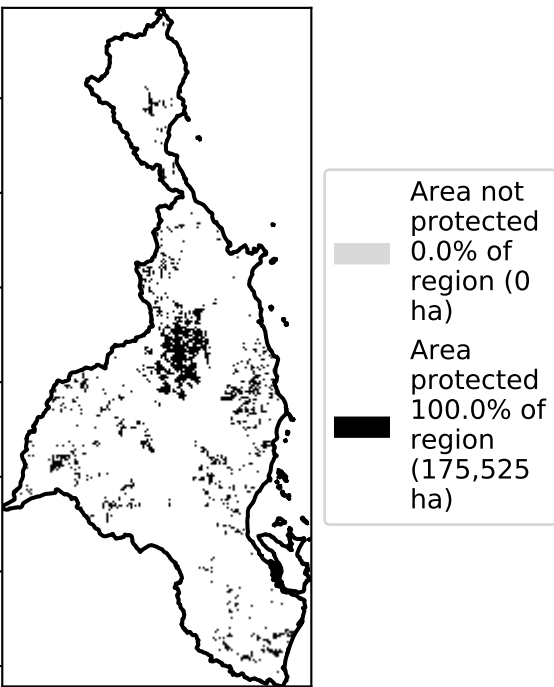 Area not
protected
0.0% of
region (0
ha)
Area
protected
100.0% of
region
(175,525
ha)